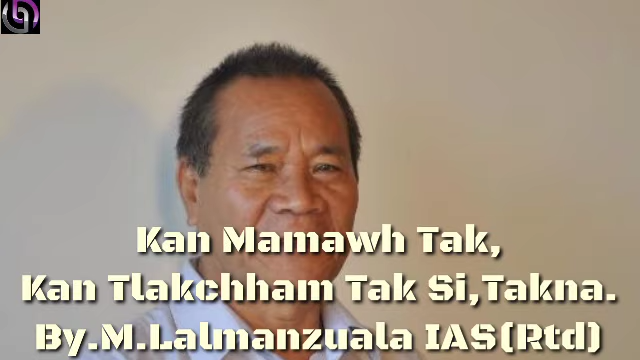 Kan Mamawh Tak,
Kan Tlakchham Tak Si,Takna.
By.M.Lalmanzuala IAS(Rtd)